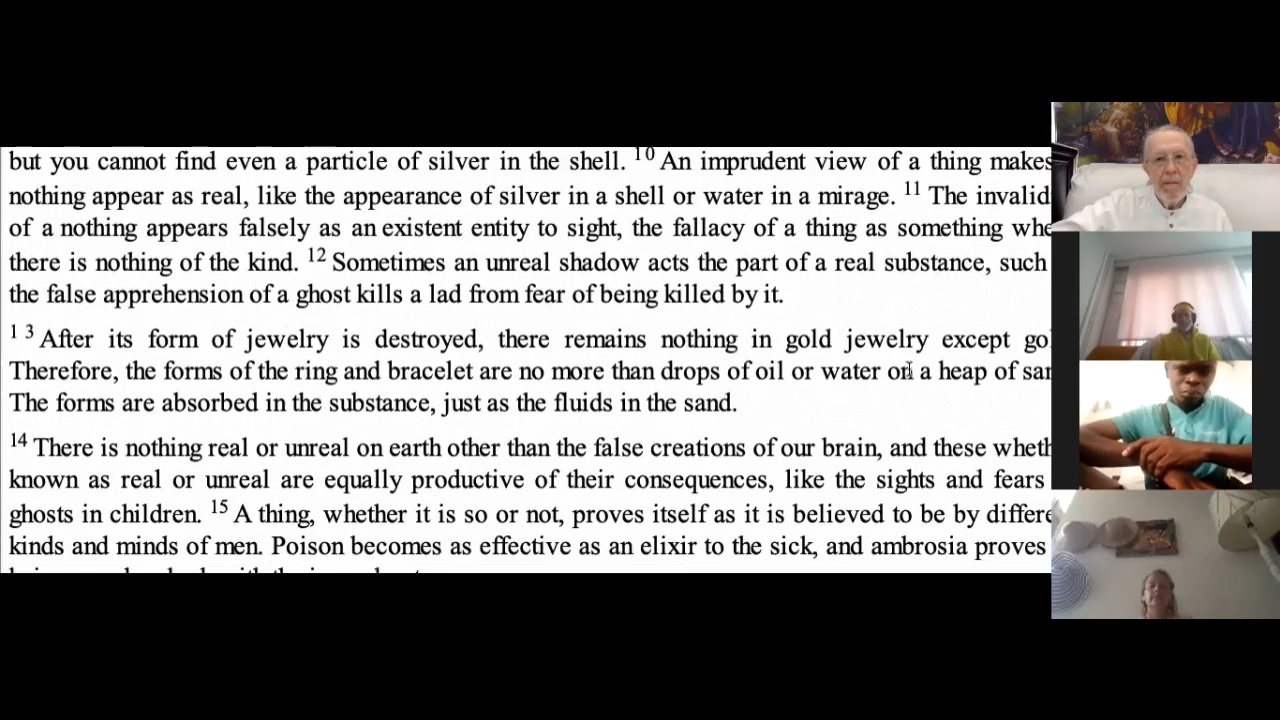 but you cannot find even a particle of silver in the shell. 10 An imprudent view of a thing makes
nothing appear as real, like the appearance of silver in a shell or water in a mirage. 11 The invalid
of a nothing appears falsely as an existent entity to sight, the fallacy of a thing as something whe
there is nothing of the kind. 12 Sometimes an unreal shadow acts the part of a real substance, such
the false apprehension of a ghost kills a lad from fear of being killed by it.
1 3 After its form of jewelry is destroyed, there remains nothing in gold jewelry except go
Therefore, the forms of the ring and bracelet are no more than drops of oil or water on a heap of san
The forms are absorbed in the substance, just as the fluids in the sand.
14 There is nothing real or unreal on earth other than the false creations of our brain, and these wheth
known as real or unreal are equally productive of their consequences, like the sights and fears
ghosts in children. 15 A thing, whether it is so or not, proves itself as it is believed to be by differe
kinds and minds of men. Poison becomes as effective as an elixir to the sick, and ambrosia proves